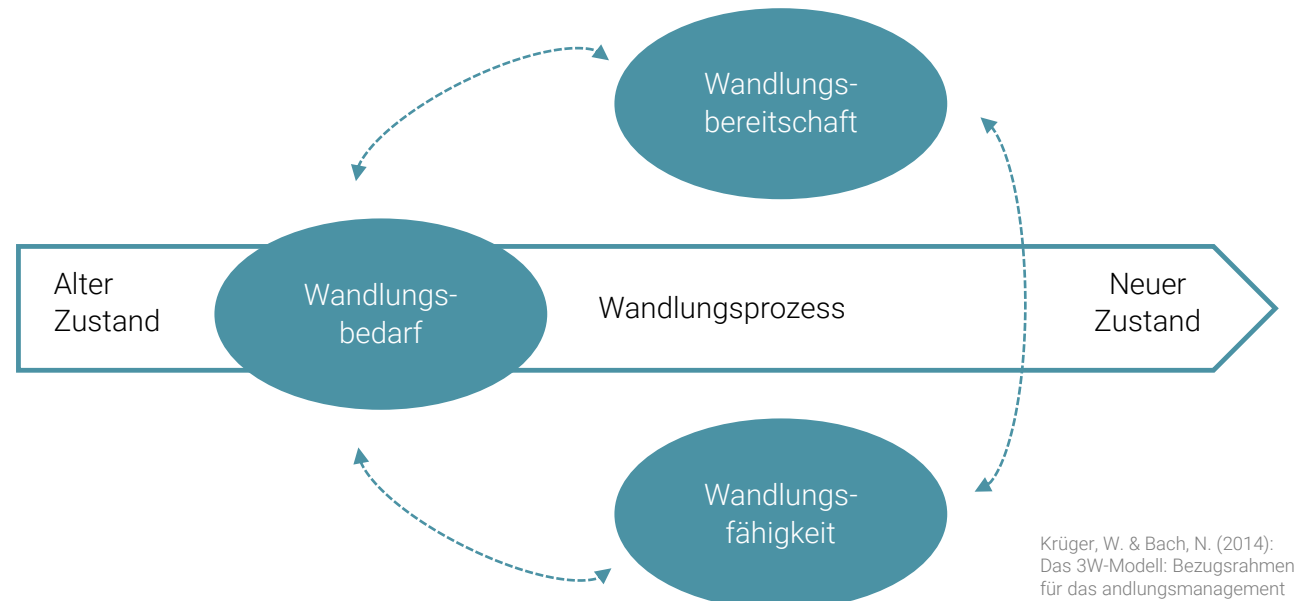 Wandlungs-
bereitschaft
Alter
Zustand
Wandlungs-
bedarf
Wandlungsprozess
Neuer
Zustand
Wandlungs-
fähigkeit
Krüger, W. & Bach, N. (2014):
Das 3W-Modell: Bezugsrahmen
für das andlungsmanagement